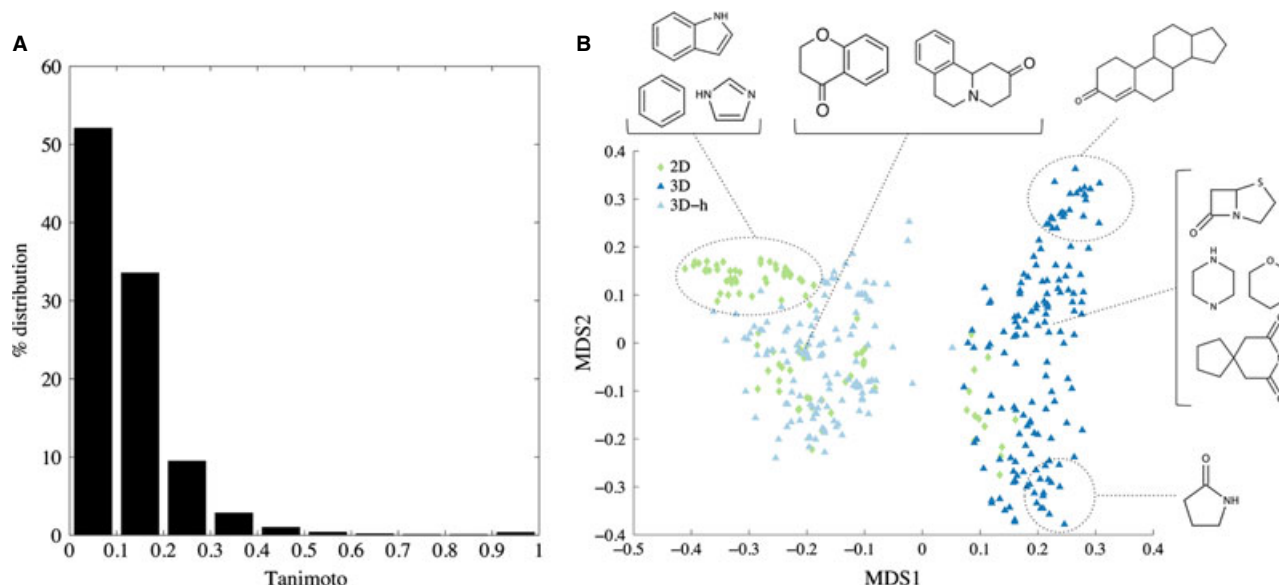 A
60
50
40
30
20
10
0
% distribution
0 0.1 0.2 0.3 0.4 0.5 0.6 0.7 0.8 0.9 1
Tanimoto
B
NH
HN N
O
O
N
O
O
0.4
0.3
0.2
0.1
0
−0.1
−0.2
−0.3
−0.4
MDS2
2D
3D
3D−h
−0.5 −0.4 −0.3 −0.2 −0.1 0 0.1 0.2 0.3 0.4
MDS1
S
N
O
H
N
O
N
O
NH